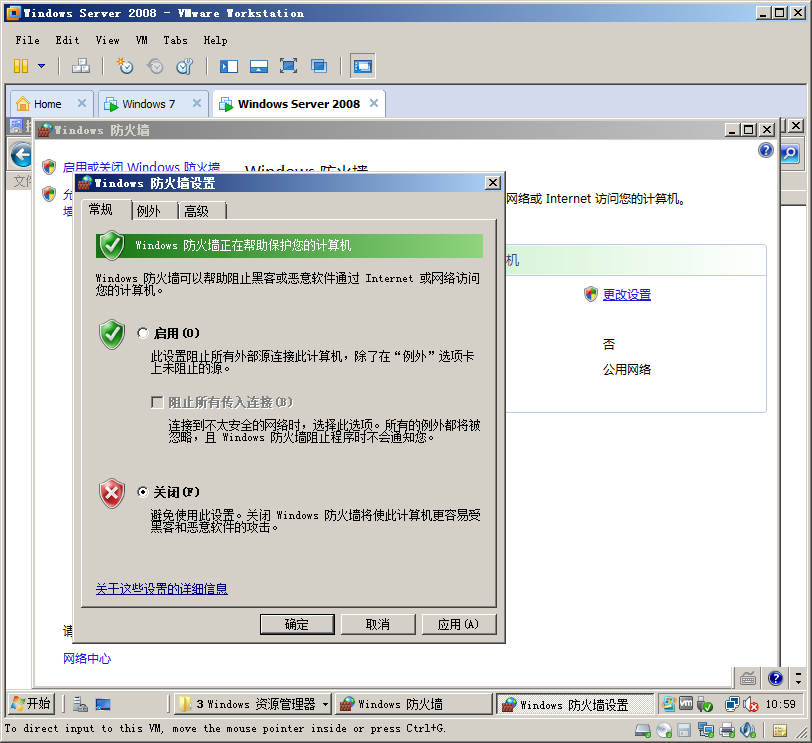 Windows Server 2008 - VMware Workstation
File Edit View VM Tabs Help
Home
Windows 7
Windows Server 2008
Windows 防火墙
启用或关闭 Windows 防火墙
Windows 防火墙设置
常规 例外 高级
Windows 防火墙正在帮助保护您的计算机
Windows 防火墙可以帮助阻止黑客或恶意软件通过 Internet 或网络访问
您的计算机。
启用(O)
此设置阻止所有外部源连接此计算机，除了在“例外”选项卡
上未阻止的源。
阻止所有传入连接(B)
连接到不太安全的网络时，选择此选项。所有的例外都将被
忽略，且 Windows 防火墙阻止程序时不会通知您。
关闭(F)
避免使用此设置。关闭 Windows 防火墙将使此计算机更容易受
黑客和恶意软件的攻击。
关于这些设置的详细信息
确定 取消 应用(A)
网络或 Internet 访问您的计算机。
机
更改设置
否
公用网络
请
网络中心
开始
3 Windows 资源管理器
Windows 防火墙
Windows 防火墙设置
10:59
To direct input to this VM, move the mouse pointer inside or press Ctrl+G.